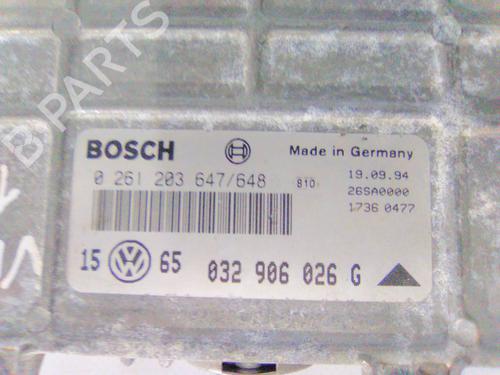 B PARTS
BOSCH
Made in Germany
0 261 203 647/648
810
19.09.94
26SA0000
1736 0477
15 65 032 906 026 G